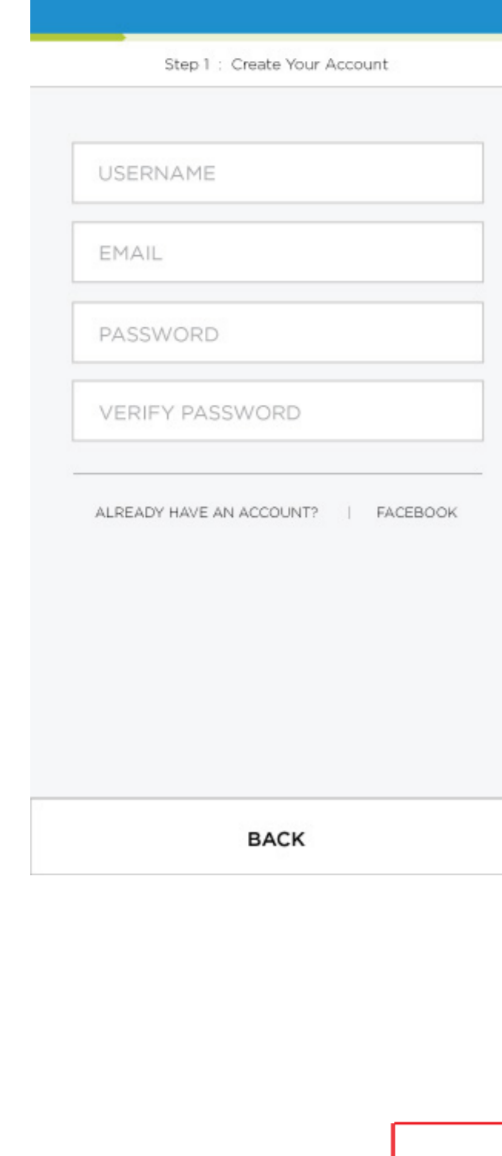 Step 1 : Create Your Account
USERNAME
EMAIL
PASSWORD
VERIFY PASSWORD
ALREADY HAVE AN ACCOUNT? | FACEBOOK
BACK